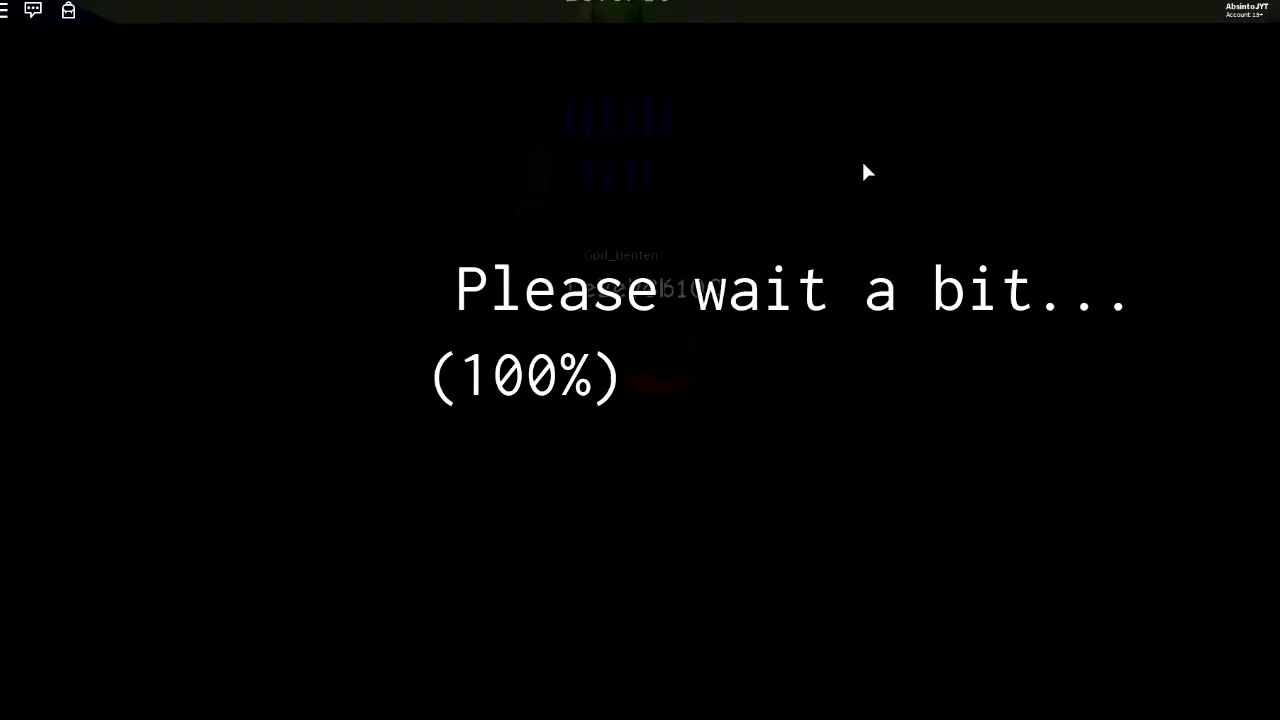 AbsintoJYT
Account: 13+
God_Benten
Please wait a bit...
(100%)